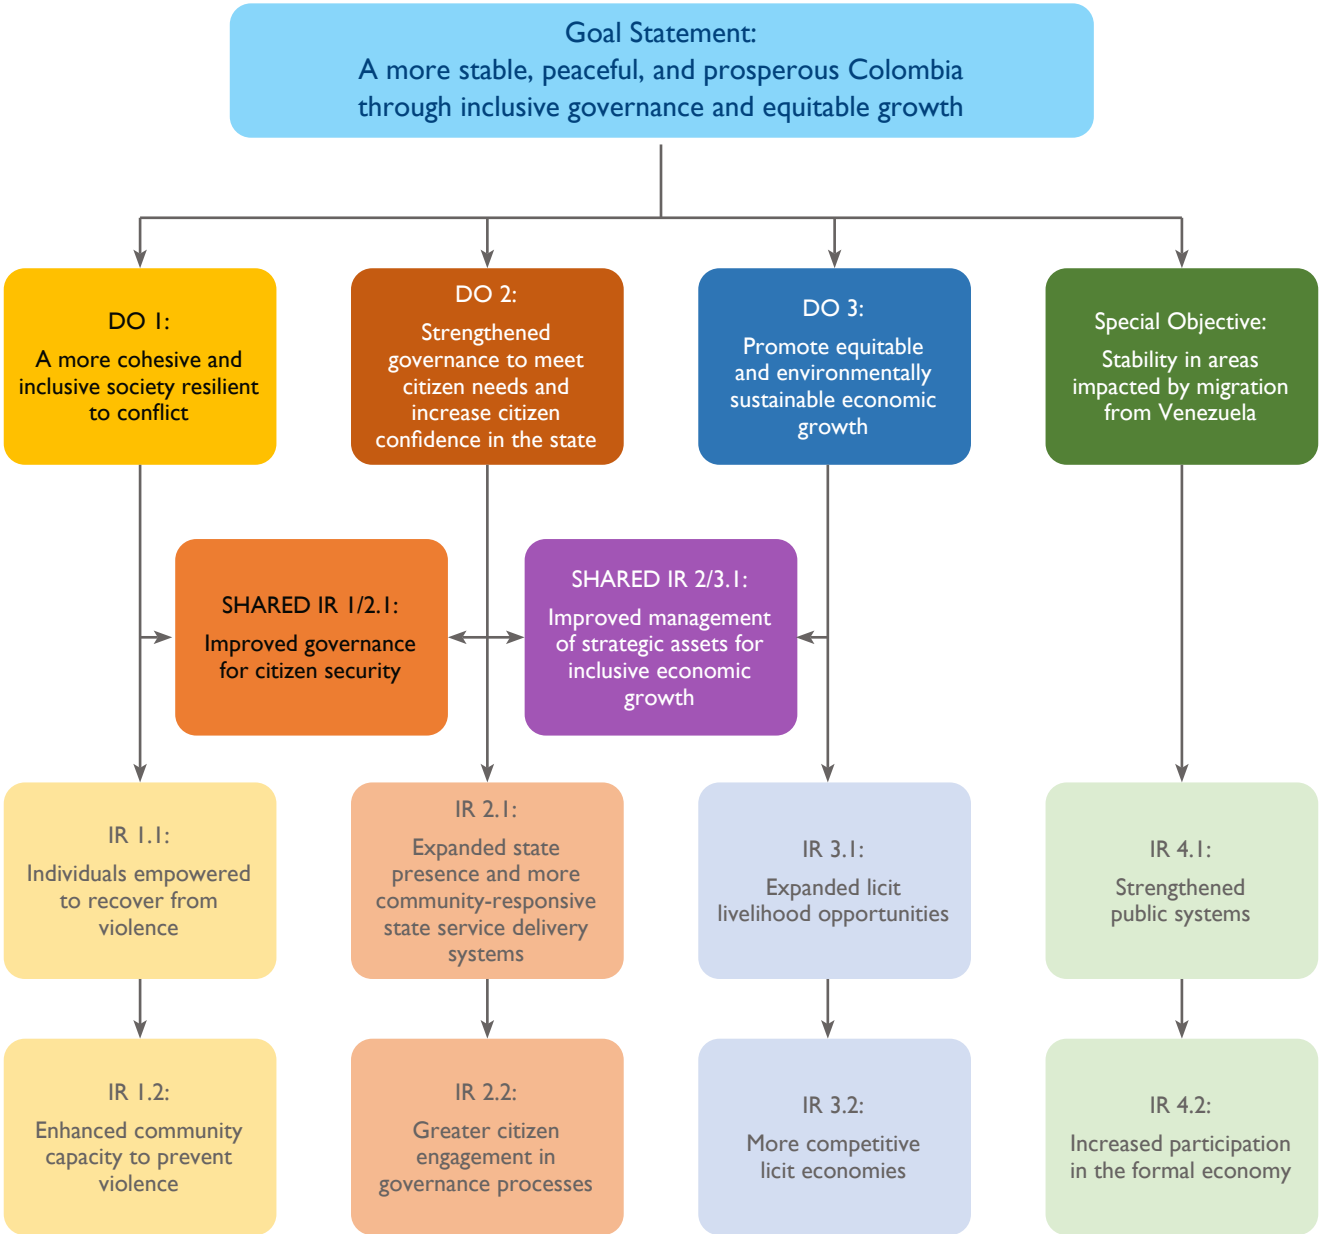 Goal Statement:
A more stable, peaceful, and prosperous Colombia
through inclusive governance and equitable growth
DO 1:
A more cohesive and
inclusive society resilient
to conflict
DO 2:
Strengthened
governance to meet
citizen needs and
increase citizen
confidence in the state
DO 3:
Promote equitable
and environmentally
sustainable economic
growth
Special Objective:
Stability in areas
impacted by migration
from Venezuela
SHARED IR 1/2.1:
Improved governance
for citizen security
SHARED IR 2/3.1:
Improved management
of strategic assets for
inclusive economic
growth
IR 1.1:
Individuals empowered
to recover from
violence
IR 2.1:
Expanded state
presence and more
community-responsive
state service delivery
systems
IR 3.1:
Expanded licit
livelihood opportunities
IR 4.1:
Strengthened
public systems
IR 1.2:
Enhanced community
capacity to prevent
violence
IR 2.2:
Greater citizen
engagement in
governance processes
IR 3.2:
More competitive
licit economies
IR 4.2:
Increased participation
in the formal economy